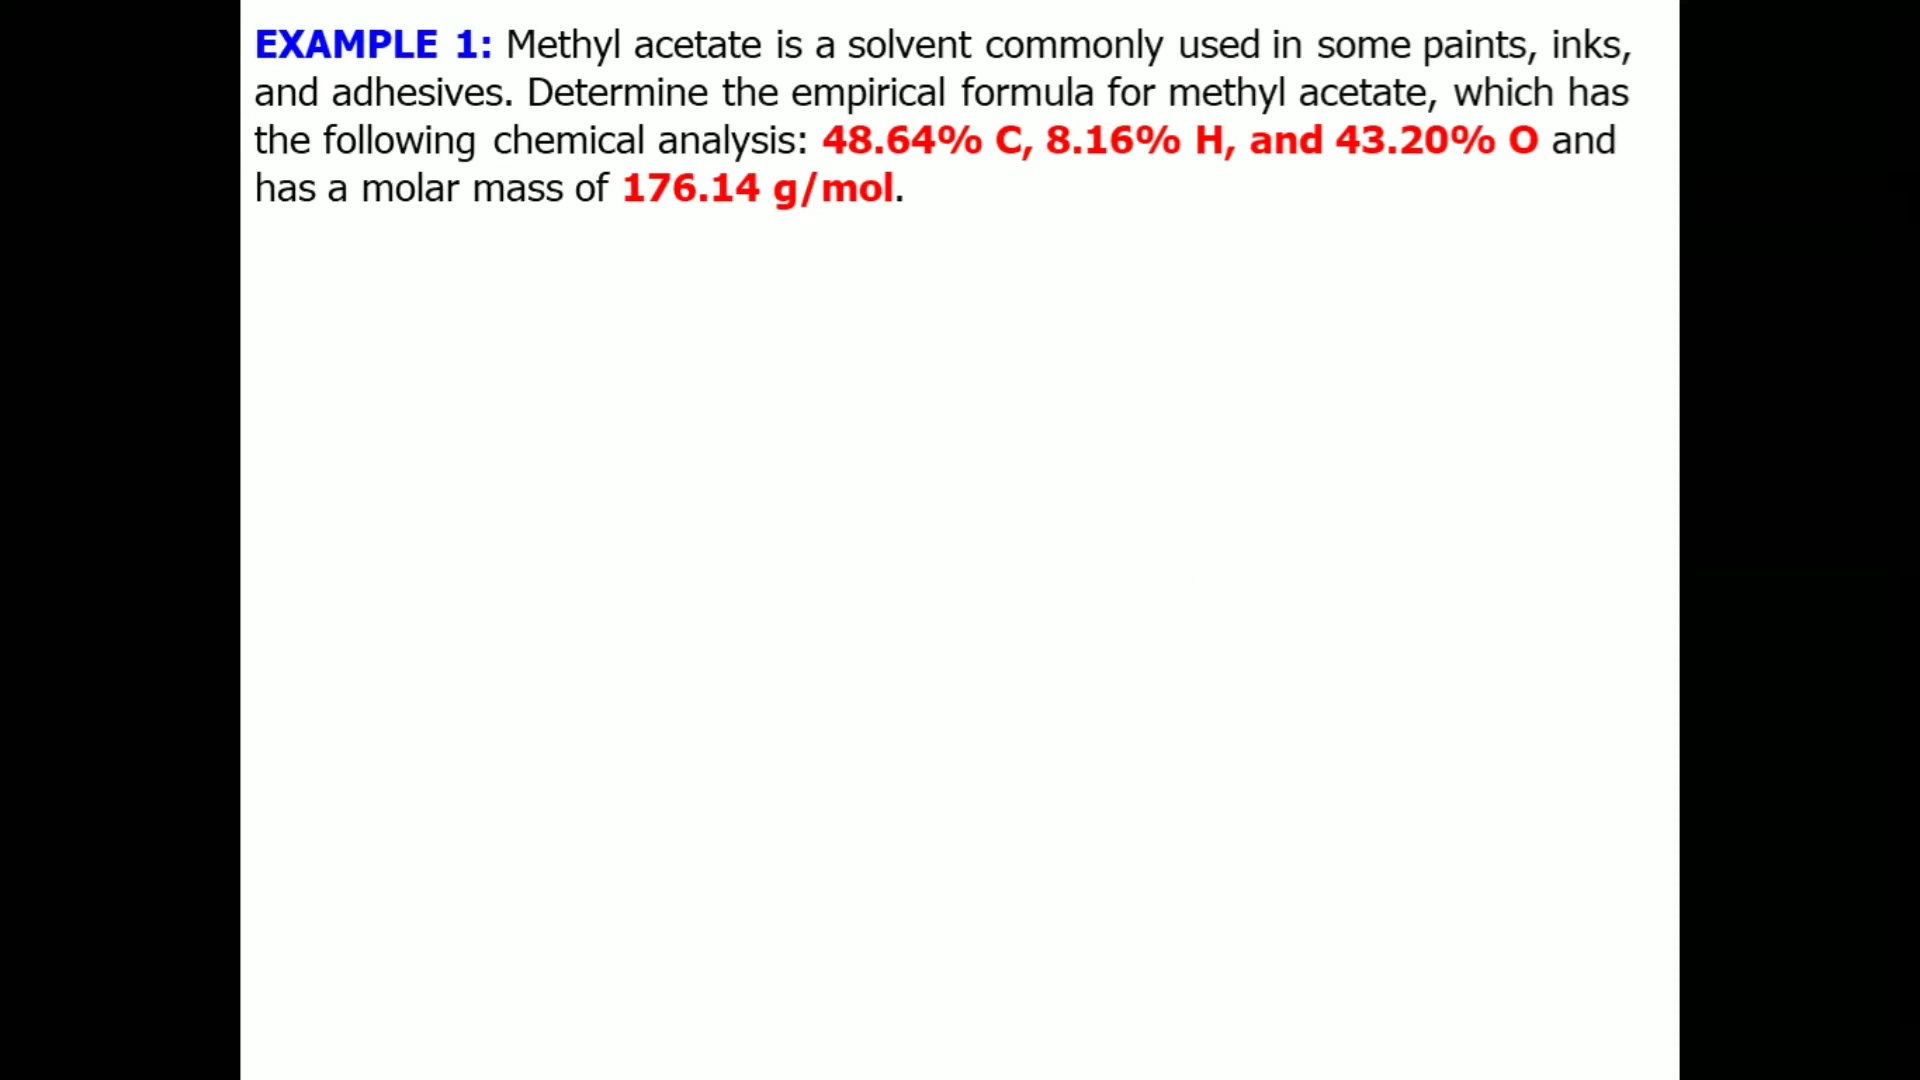 EXAMPLE 1: Methyl acetate is a solvent commonly used in some paints, inks,
and adhesives. Determine the empirical formula for methyl acetate, which has
the following chemical analysis: 48.64% C, 8.16% H, and 43.20% O and
has a molar mass of 176.14 g/mol.